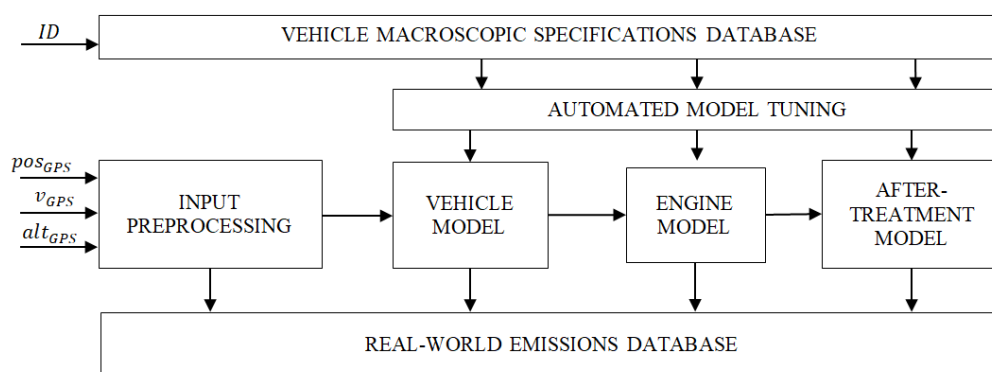 ID
VEHICLE MACROSCOPIC SPECIFICATIONS DATABASE
AUTOMATED MODEL TUNING
pos_GPS
v_GPS
alt_GPS
INPUT
PREPROCESSING
VEHICLE
MODEL
ENGINE
MODEL
AFTER-
TREATMENT
MODEL
REAL-WORLD EMISSIONS DATABASE